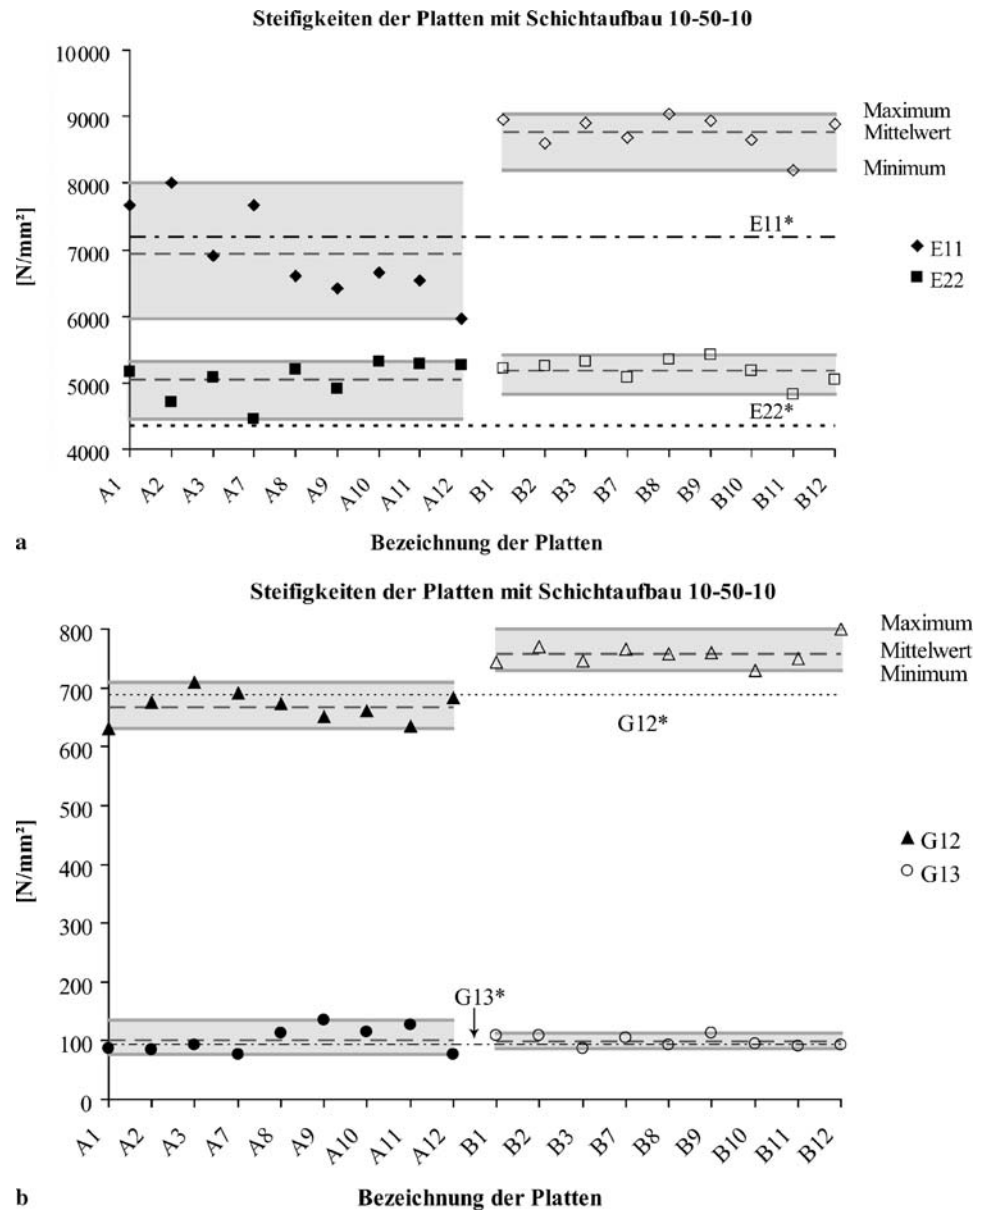 Steifigkeiten der Platten mit Schichtaufbau 10-50-10
10000
9000
8000
7000
6000
5000
4000
[N/mm²]
Maximum
Mittelwert
Minimum
E11*
E22*
E11
E22
A1 A2 A3 A7 A8 A9 A10 A11 A12 B1 B2 B3 B7 B8 B9 B10 B11 B12
a
Bezeichnung der Platten
Steifigkeiten der Platten mit Schichtaufbau 10-50-10
800
700
600
500
400
300
200
100
0
[N/mm²]
Maximum
Mittelwert
Minimum
G12*
G13*
G12
G13
A1 A2 A3 A7 A8 A9 A10 A11 A12 B1 B2 B3 B7 B8 B9 B10 B11 B12
b
Bezeichnung der Platten